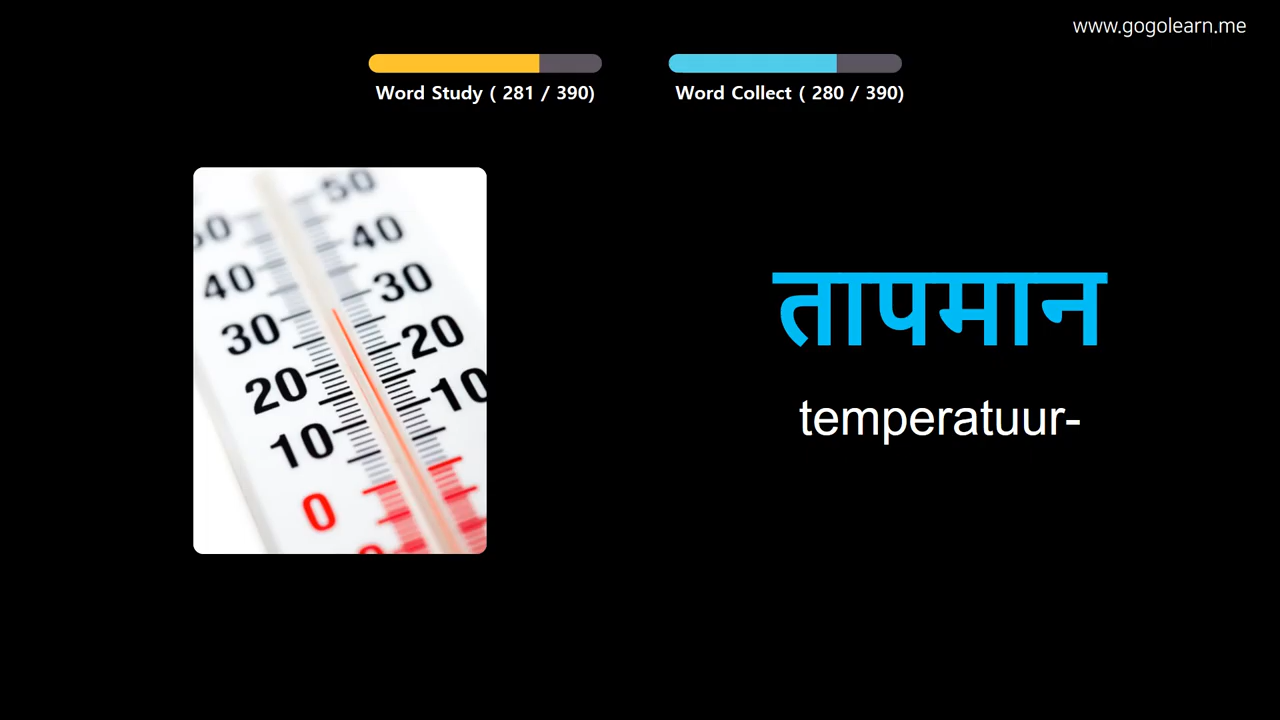 www.gogolearn.me
Word Study ( 281 / 390)
Word Collect ( 280 / 390)
50
40
30
20
10
40
30
20
10
0
तापमान
temperatuur-